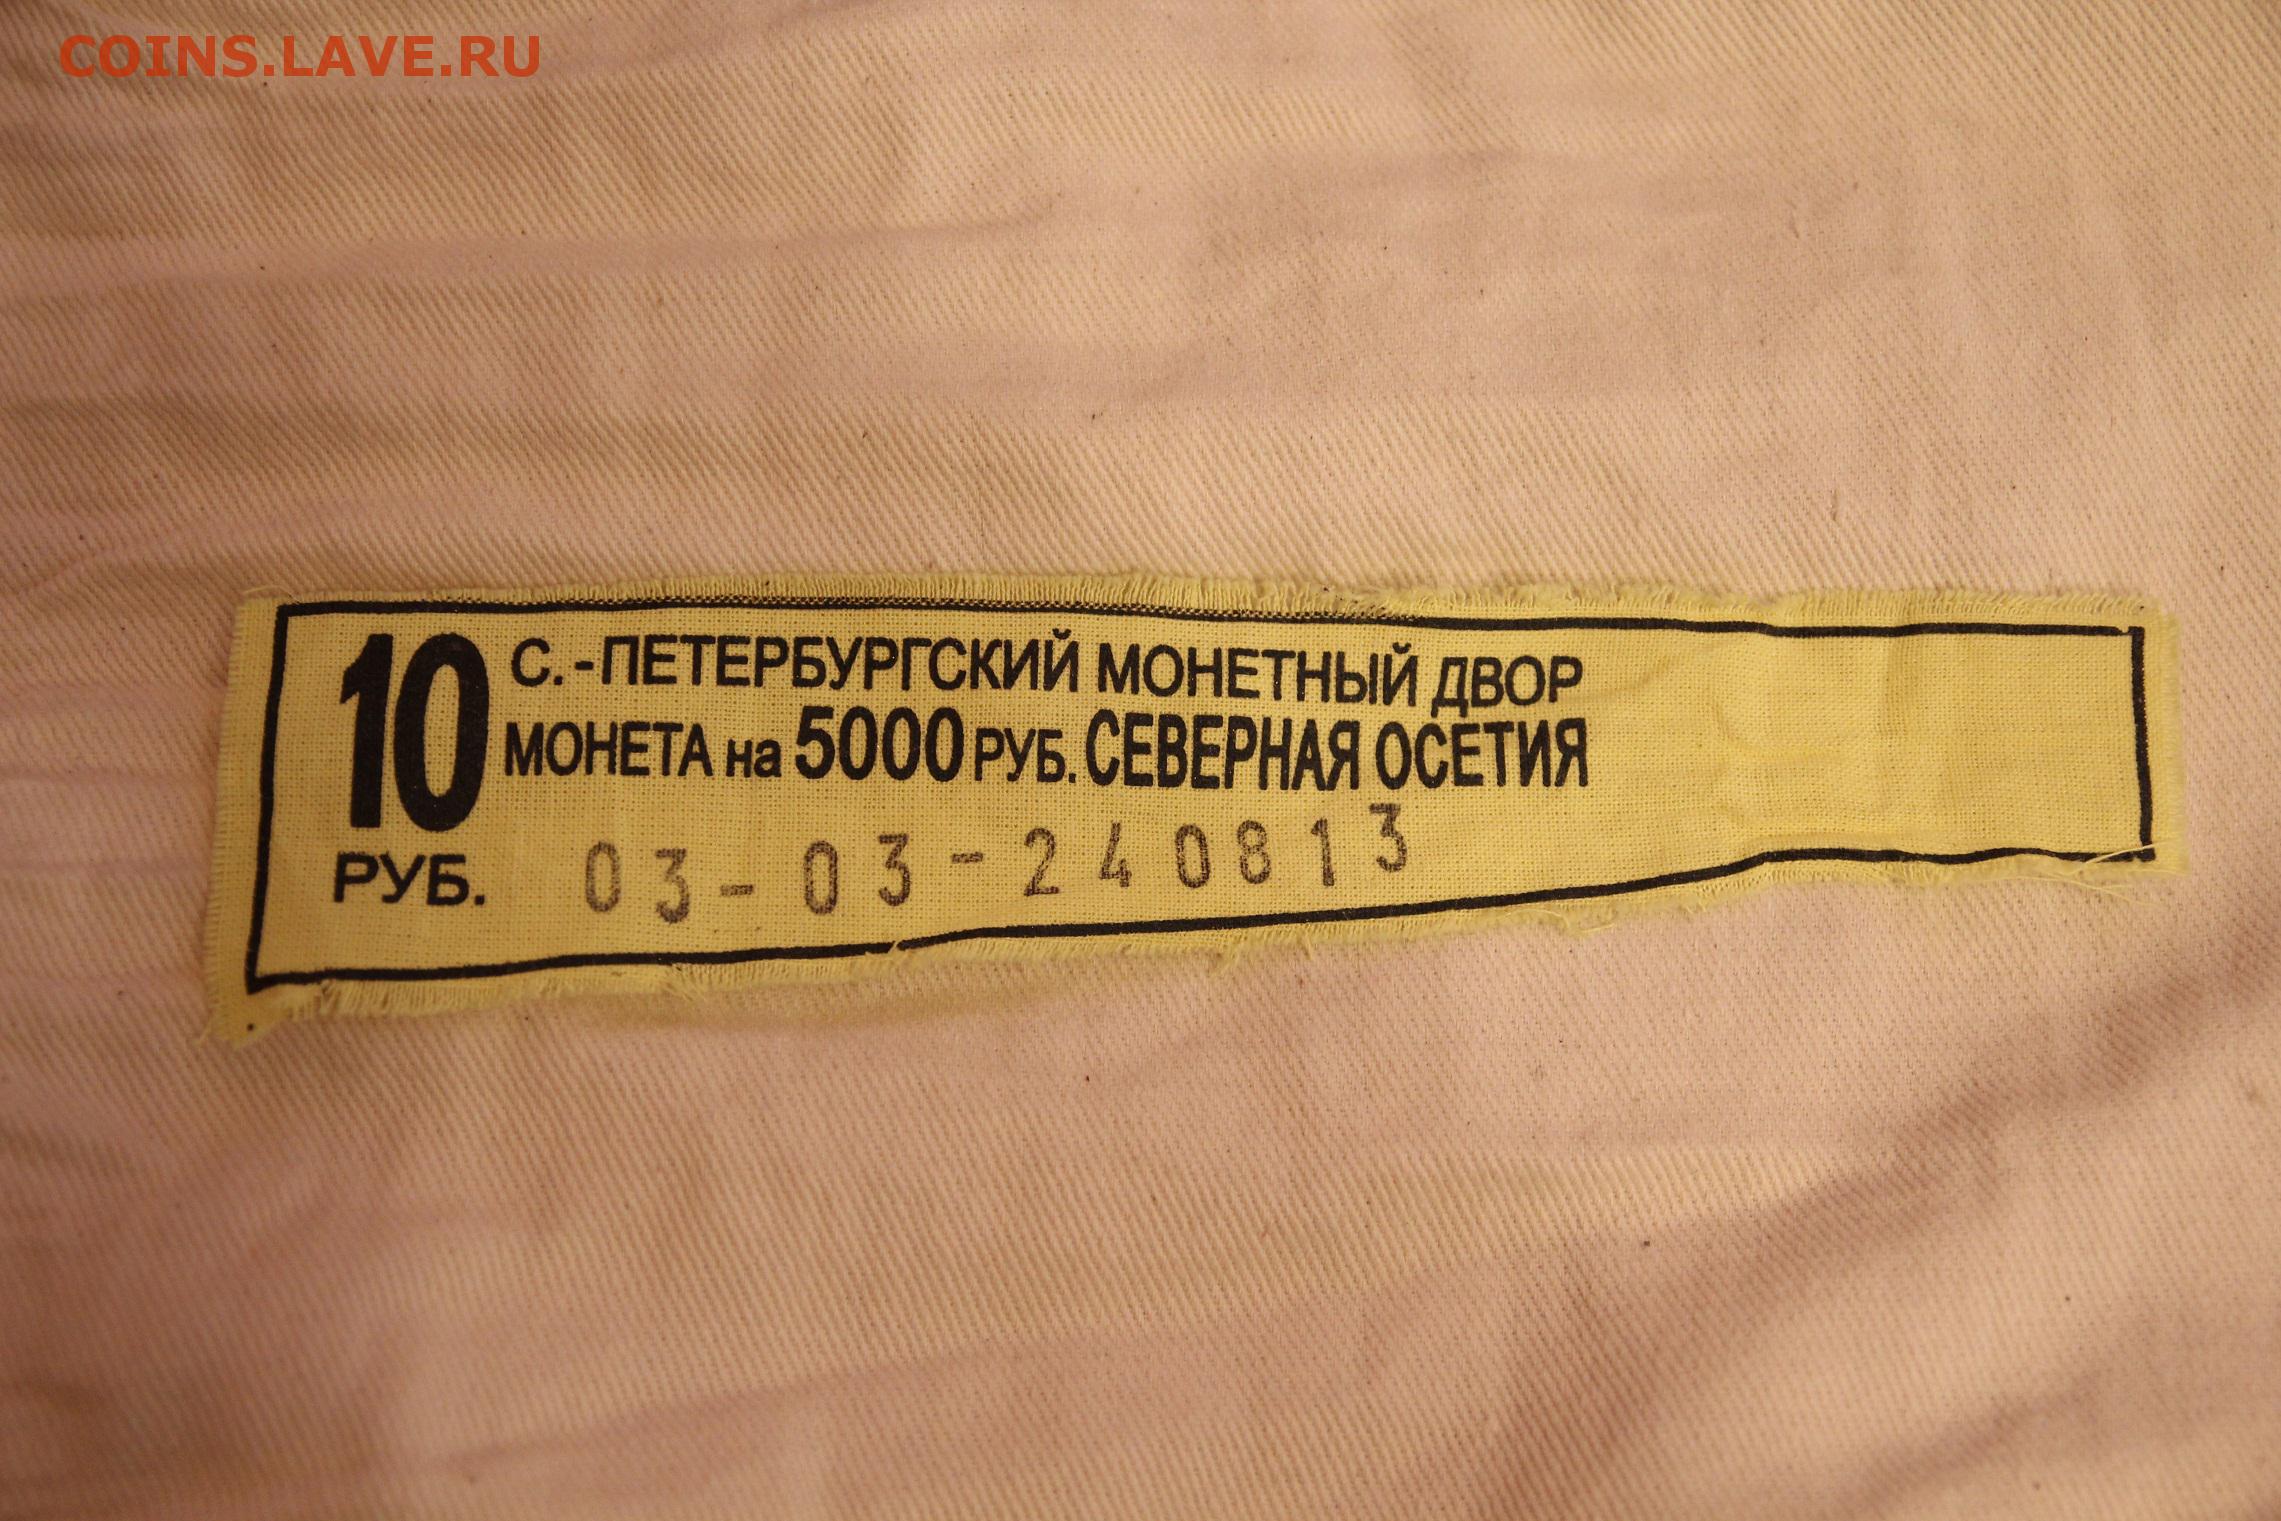 COINS.LAVE.RU
10 РУБ.
С.-ПЕТЕРБУРГСКИЙ МОНЕТНЫЙ ДВОР
МОНЕТА на 5000 РУБ. СЕВЕРНАЯ ОСЕТИЯ
03-03-240813